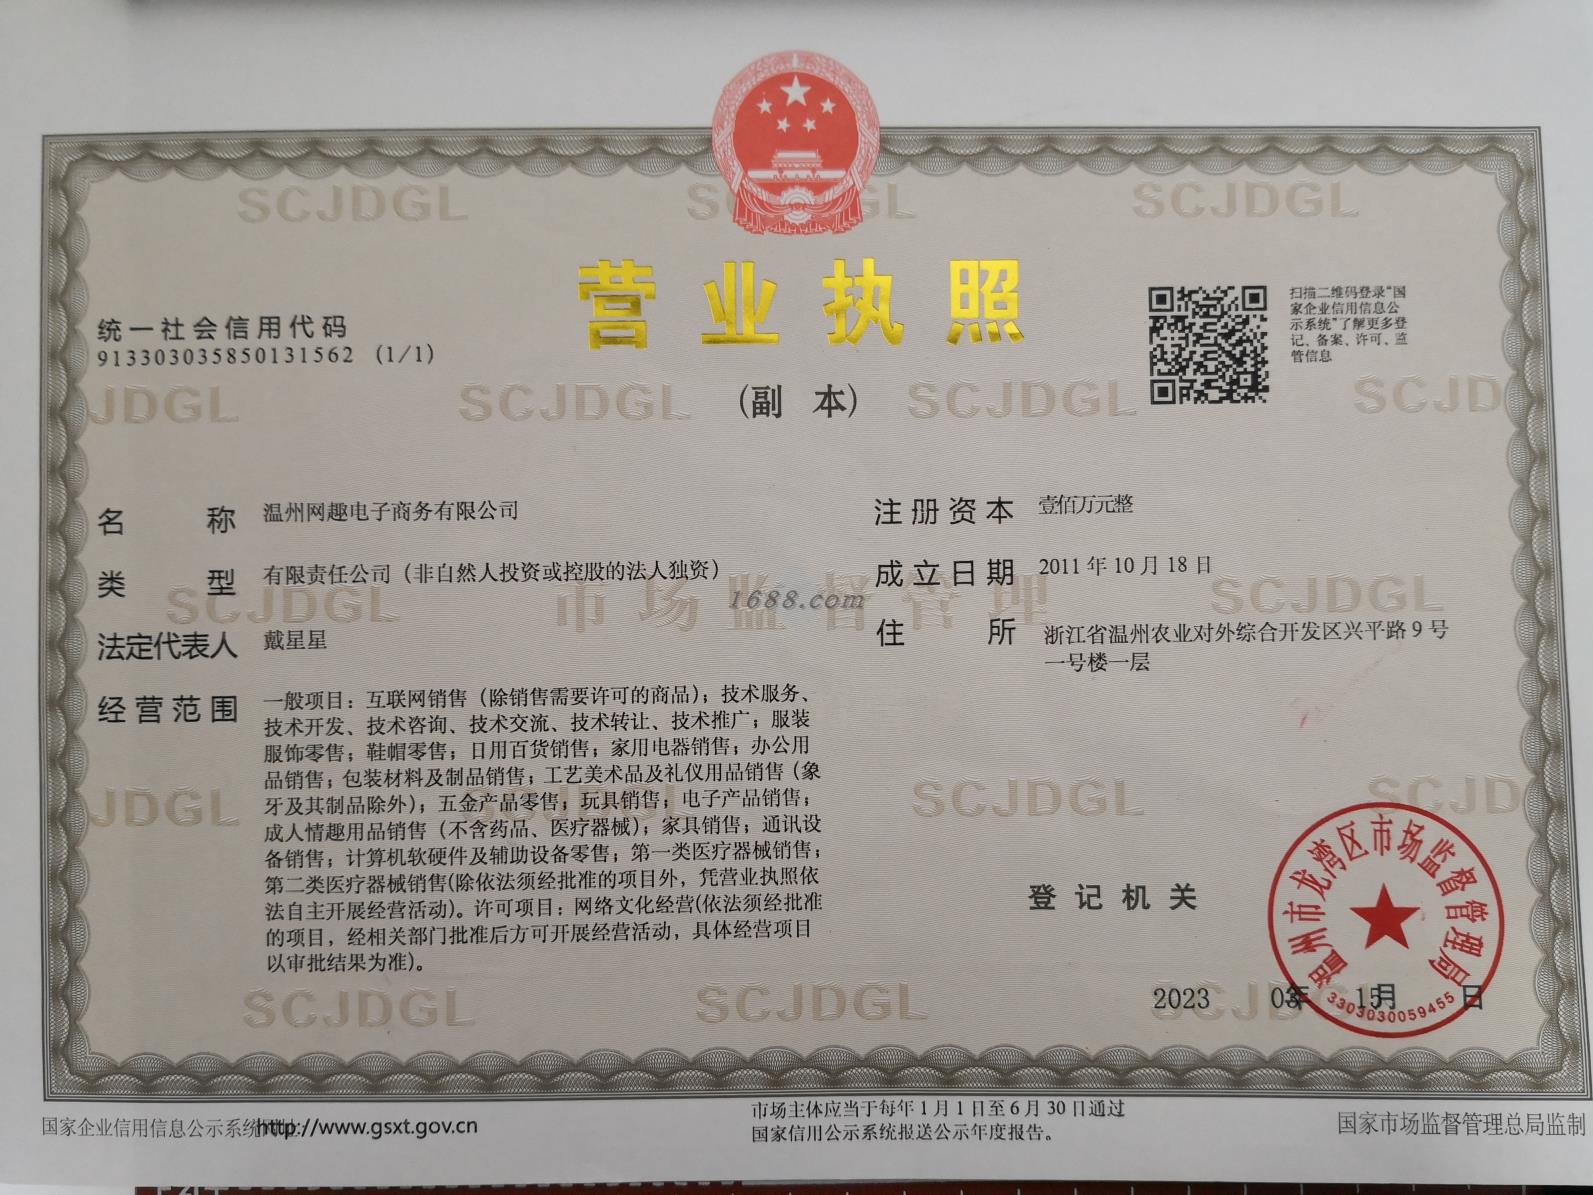 营业执照
(副 本)
统一社会信用代码
913303035850131562 (1/1)
扫描二维码登录“国
家企业信用信息公
示系统”了解更多登
记、备案、许可、监
管信息
名 称 温州网趣电子商务有限公司
类 型 有限责任公司（非自然人投资或控股的法人独资）
法定代表人 戴星星
经营范围 一般项目：互联网销售（除销售需要许可的商品）；技术服务、
技术开发、技术咨询、技术交流、技术转让、技术推广；服装
服饰零售；鞋帽零售；日用百货销售；家用电器销售；办公用
品销售；包装材料及制品销售；工艺美术品及礼仪用品销售（象
牙及其制品除外）；五金产品零售；玩具销售；电子产品销售；
成人情趣用品销售（不含药品、医疗器械）；家具销售；通讯设
备销售；计算机软硬件及辅助设备零售；第一类医疗器械销售；
第二类医疗器械销售(除依法须经批准的项目外，凭营业执照依
法自主开展经营活动)。许可项目：网络文化经营(依法须经批准
的项目，经相关部门批准后方可开展经营活动，具体经营项目
以审批结果为准)。
注册资本 壹佰万元整
成立日期 2011年10月18日
住 所 浙江省温州农业对外综合开发区兴平路9号
一号楼一层
市场监督管理
1688.com
SCJDGL SCJDGL
JDGL SCJDGL SCJDGL SCJD
SCJDGL SCJDGL
JDGL SCJDGL SCJD
SCJDGL SCJDGL
登记机关
温州市龙湾区市场监督管理局
3303030059455
2023 年 03 月 15 日
国家企业信用信息公示系统网址：http://www.gsxt.gov.cn
市场主体应当于每年1月1日至6月30日通过
国家信用公示系统报送公示年度报告。
国家市场监督管理总局监制